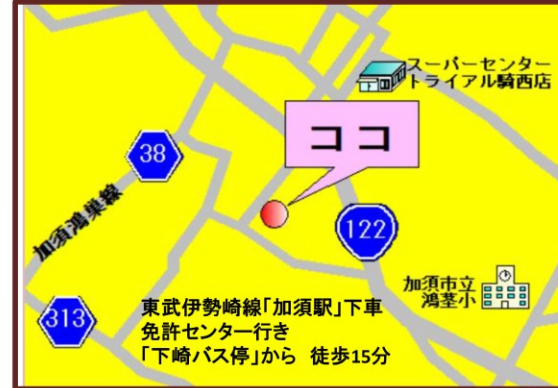 スーパーセンター
トライアル騎西店
ココ
38
加須鴻巣線
122
加須市立
鴻茎小
313
東武伊勢崎線「加須駅」下車
免許センター行き
「下崎バス停」から 徒歩15分